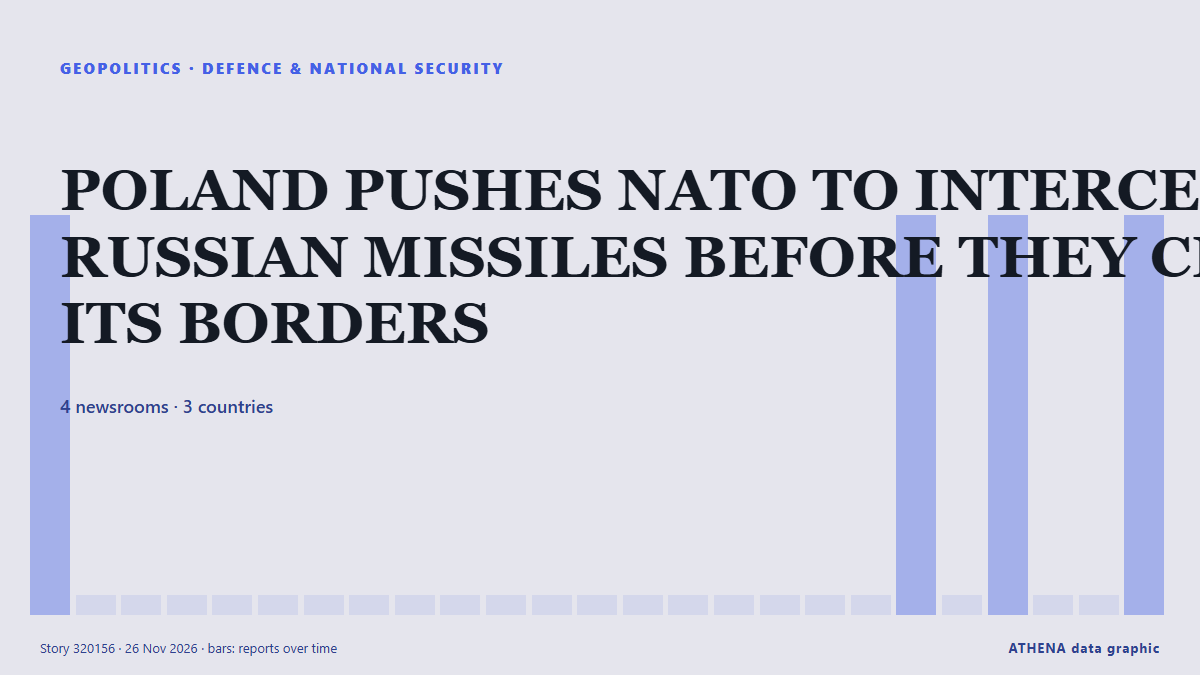 GEOPOLITICS · DEFENCE & NATIONAL SECURITY
POLAND PUSHES NATO TO INTERCE
RUSSIAN MISSILES BEFORE THEY
ITS BORDERS
4 newsrooms · 3 countries
Story 320156 · 26 Nov 2026 · bars: reports over time
ATHENA data graphic